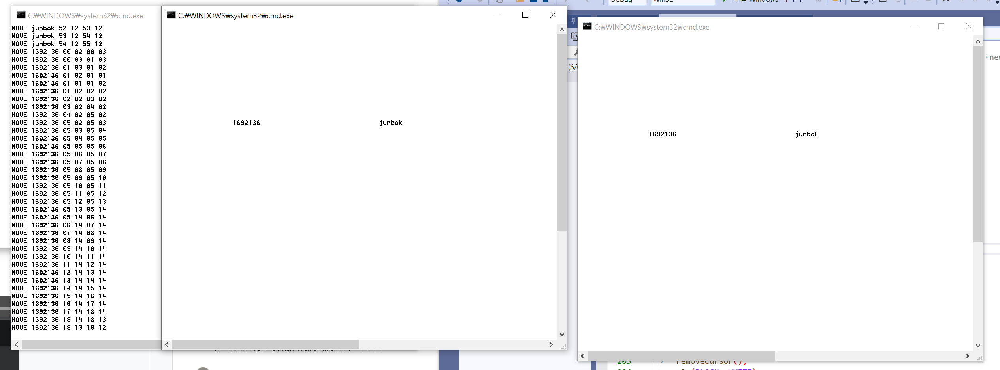 C:₩WINDOWS₩system32₩cmd.exe
MOVE junbok 52 12 53 12
MOVE junbok 53 12 54 12
MOVE junbok 54 12 55 12
MOVE 1692136 00 02 00 03
MOVE 1692136 00 03 01 03
MOVE 1692136 01 03 01 02
MOVE 1692136 01 02 01 01
MOVE 1692136 01 01 01 02
MOVE 1692136 01 02 02 02
MOVE 1692136 02 02 03 02
MOVE 1692136 03 02 04 02
MOVE 1692136 04 02 05 02
MOVE 1692136 05 02 05 03
MOVE 1692136 05 03 05 04
MOVE 1692136 05 04 05 05
MOVE 1692136 05 05 05 06
MOVE 1692136 05 06 05 07
MOVE 1692136 05 07 05 08
MOVE 1692136 05 08 05 09
MOVE 1692136 05 09 05 10
MOVE 1692136 05 10 05 11
MOVE 1692136 05 11 05 12
MOVE 1692136 05 12 05 13
MOVE 1692136 05 13 05 14
MOVE 1692136 05 14 06 14
MOVE 1692136 06 14 07 14
MOVE 1692136 07 14 08 14
MOVE 1692136 08 14 09 14
MOVE 1692136 09 14 10 14
MOVE 1692136 10 14 11 14
MOVE 1692136 11 14 12 14
MOVE 1692136 12 14 13 14
MOVE 1692136 13 14 14 14
MOVE 1692136 14 14 15 14
MOVE 1692136 15 14 16 14
MOVE 1692136 16 14 17 14
MOVE 1692136 17 14 18 14
MOVE 1692136 18 14 18 13
MOVE 1692136 18 13 18 12
C:₩WINDOWS₩system32₩cmd.exe
1692136 junbok
Debug Win32 로컬 Windows
(6/
C:₩WINDOWS₩system32₩cmd.exe
1692136 junbok
203 removeCursor();